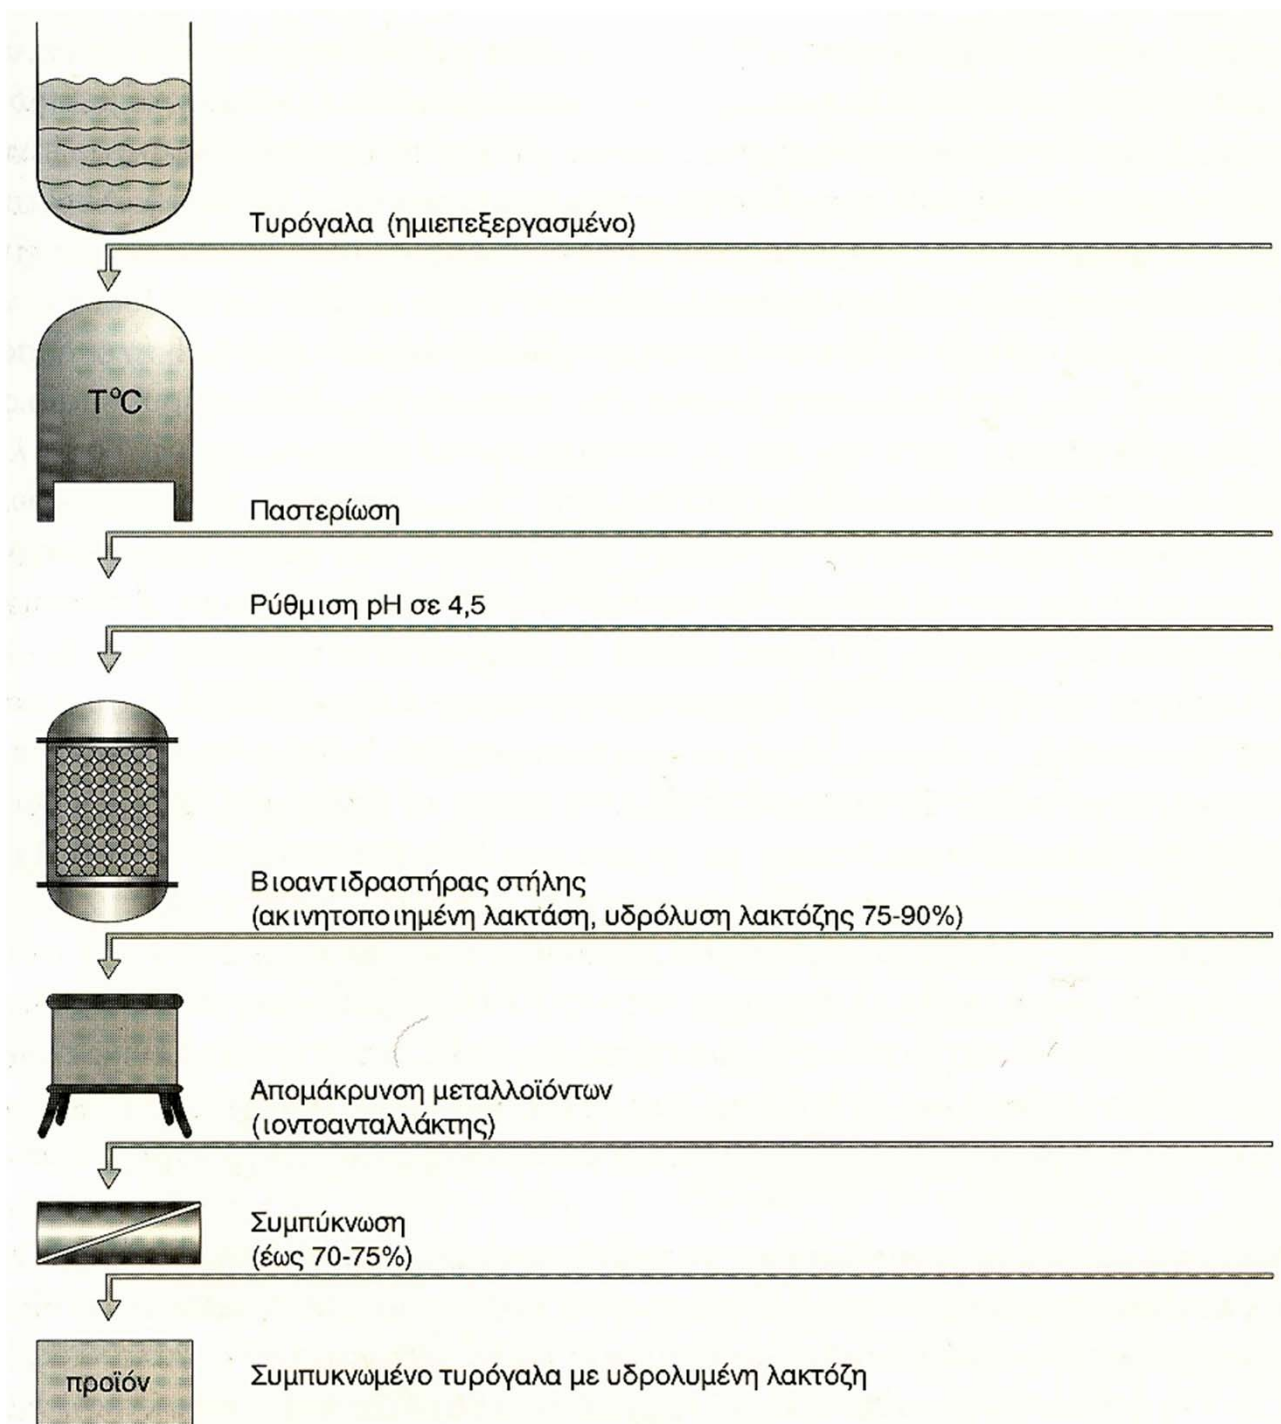 Τυρόγαλα (ημιεπεξεργασμένο)
T°C
Παστερίωση
Ρύθμιση pH σε 4,5
Βιοαντιδραστήρας στήλης
(ακινητοποιημένη λακτάση, υδρόλυση λακτόζης 75-90%)
Απομάκρυνση μεταλλοϊόντων
(ιοντοανταλλάκτης)
Συμπύκνωση
(έως 70-75%)
προϊόν
Συμπυκνωμένο τυρόγαλα με υδρολυμένη λακτόζη